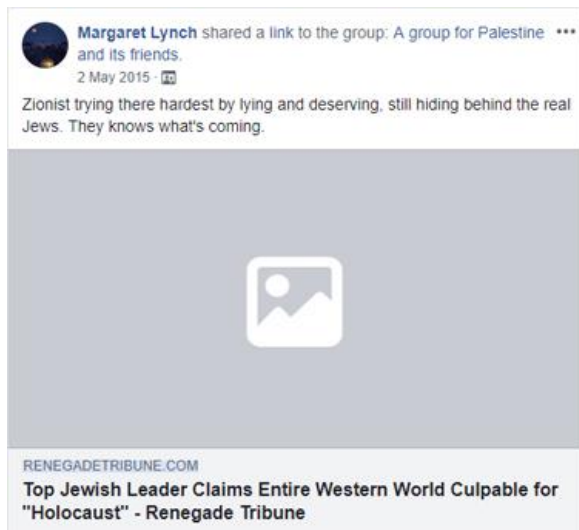 Margaret Lynch shared a link to the group: A group for Palestine
and its friends.
2 May 2015 ·
Zionist trying there hardest by lying and deserving, still hiding behind the real
Jews. They knows what's coming.
RENEGADETRIBUNE.COM
Top Jewish Leader Claims Entire Western World Culpable for
"Holocaust" - Renegade Tribune